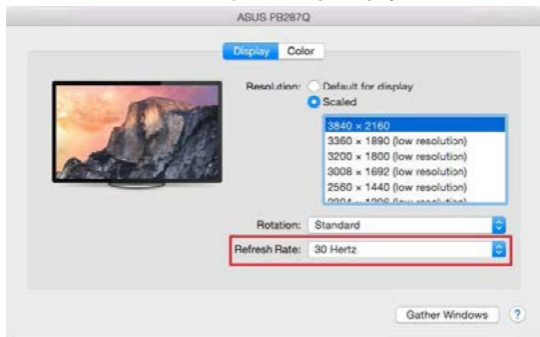 ASUS PB287Q
Display Color
Resolution: Default for display
Scaled
3840 × 2160
3360 × 1890 (low resolution)
3200 × 1800 (low resolution)
3008 × 1692 (low resolution)
2560 × 1440 (low resolution)
Rotation: Standard
Refresh Rate: 30 Hertz
Gather Windows ?